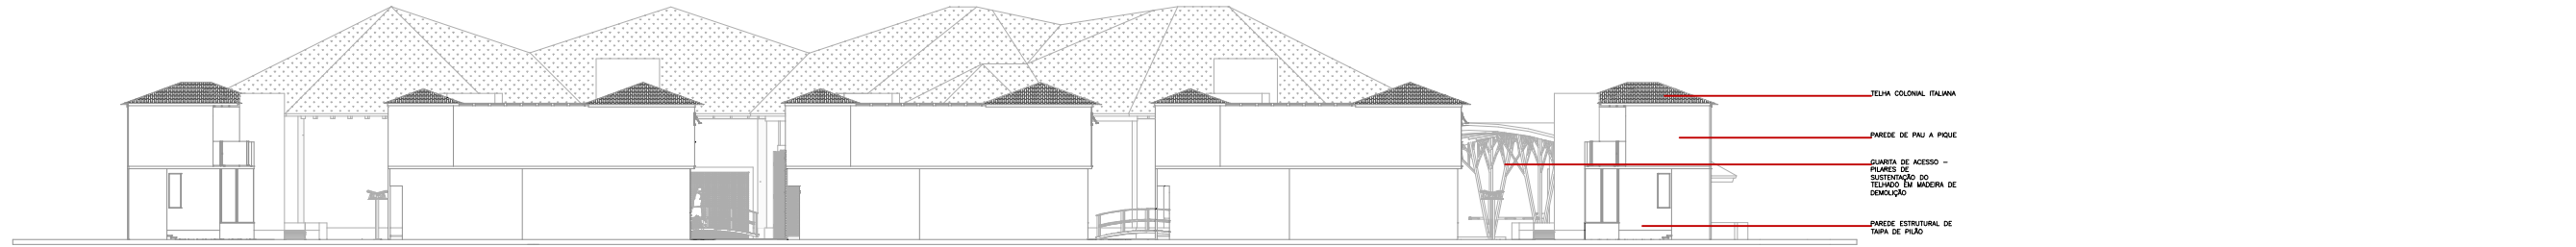 TELHA COLONIAL ITALIANA
PAREDE DE PAU A PIQUE
GUARITA DE ACESSO –
PILARES DE
SUSTENTAÇÃO DO
TELHADO EM MADEIRA DE
DEMOLIÇÃO
PAREDE ESTRUTURAL DE
TAIPA DE PILÃO